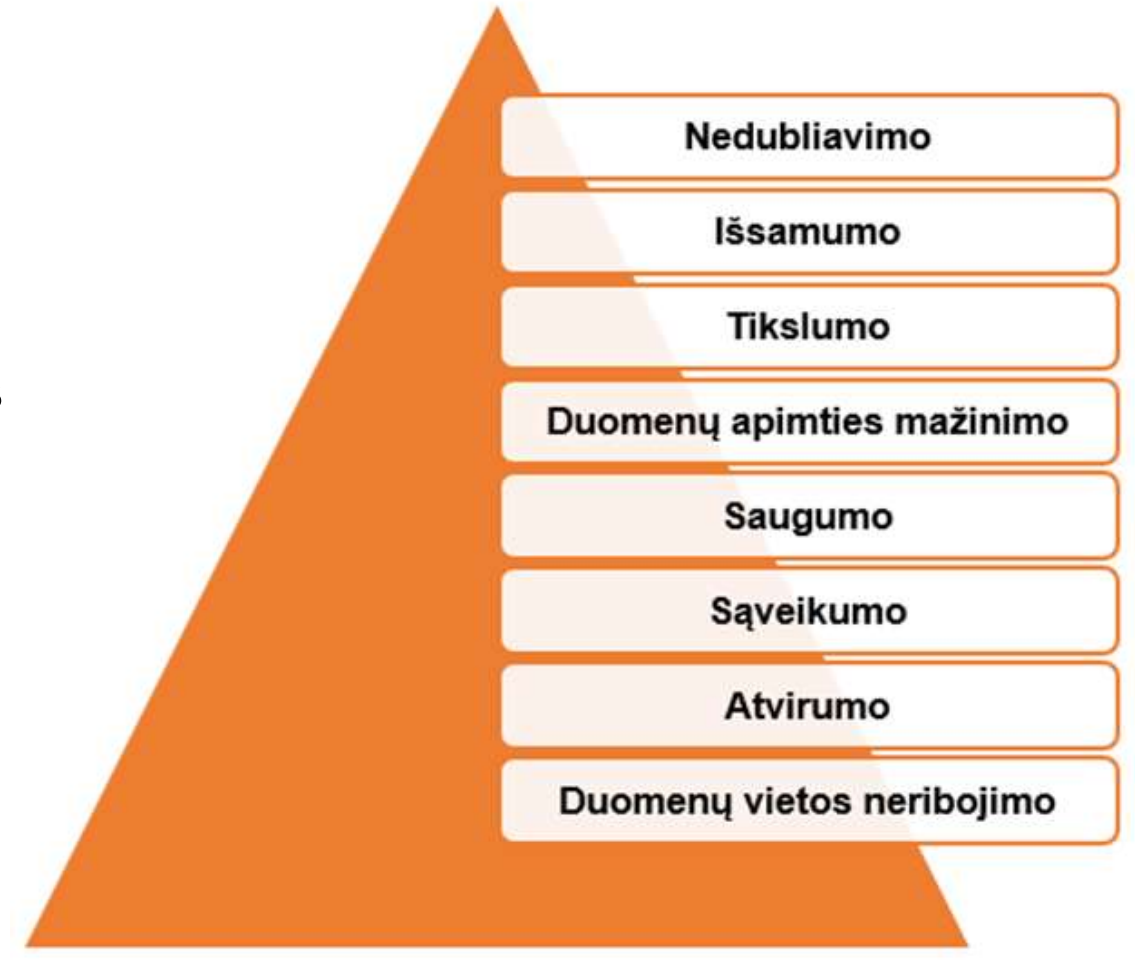 Nedubliavimo
Išsamumo
Tikslumo
Duomenų apimties mažinimo
Saugumo
Sąveikumo
Atvirumo
Duomenų vietos neribojimo